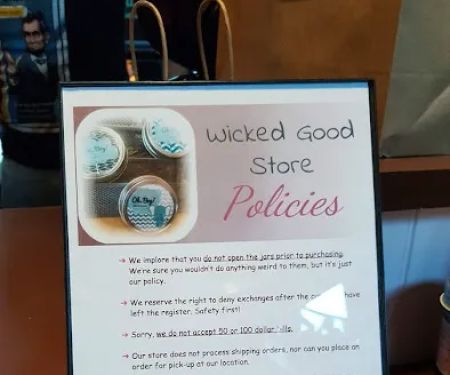 Wicked Good
Store
Policies
Oh Boy!
→ We implore that you do not open the jars prior to purchasing.
We're sure you wouldn't do anything weird to them, but it's just
our policy.
→ We reserve the right to deny exchanges after the have
left the register. Safety first!
→ Sorry, we do not accept 50 or 100 dollar bills.
→ Our store does not process shipping orders, nor can you place an
order for pick-up at our location.